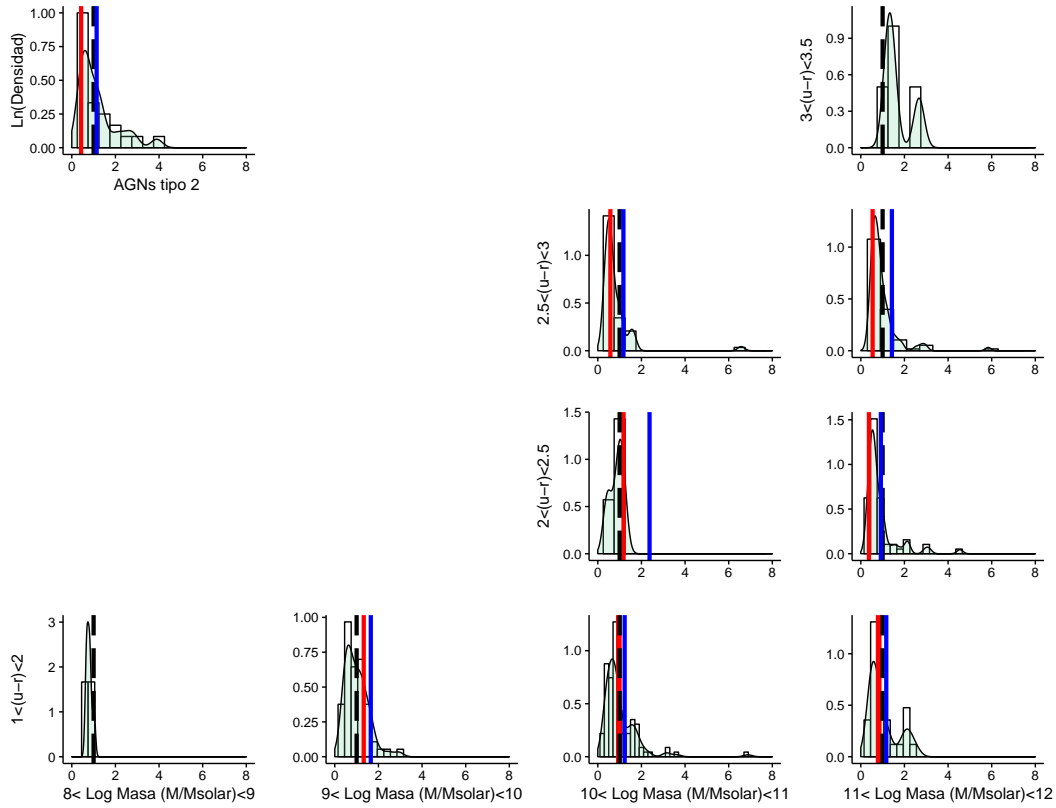 1.00
0.75
0.50
0.25
0.00
Ln(Densidad)
0 2 4 6 8
AGNs tipo 2
0.9
0.6
0.3
0.0
3<(u−r)<3.5
0 2 4 6 8
1.0
0.5
0.0
2.5<(u−r)<3
0 2 4 6 8
1.0
0.5
0.0
0 2 4 6 8
1.5
1.0
0.5
0.0
2<(u−r)<2.5
0 2 4 6 8
1.5
1.0
0.5
0.0
0 2 4 6 8
3
2
1
0
1<(u−r)<2
0 2 4 6 8
8< Log Masa (M/Msolar)<9
1.00
0.75
0.50
0.25
0.00
0 2 4 6 8
9< Log Masa (M/Msolar)<10
1.0
0.5
0.0
0 2 4 6 8
10< Log Masa (M/Msolar)<11
1.0
0.5
0.0
0 2 4 6 8
11< Log Masa (M/Msolar)<12